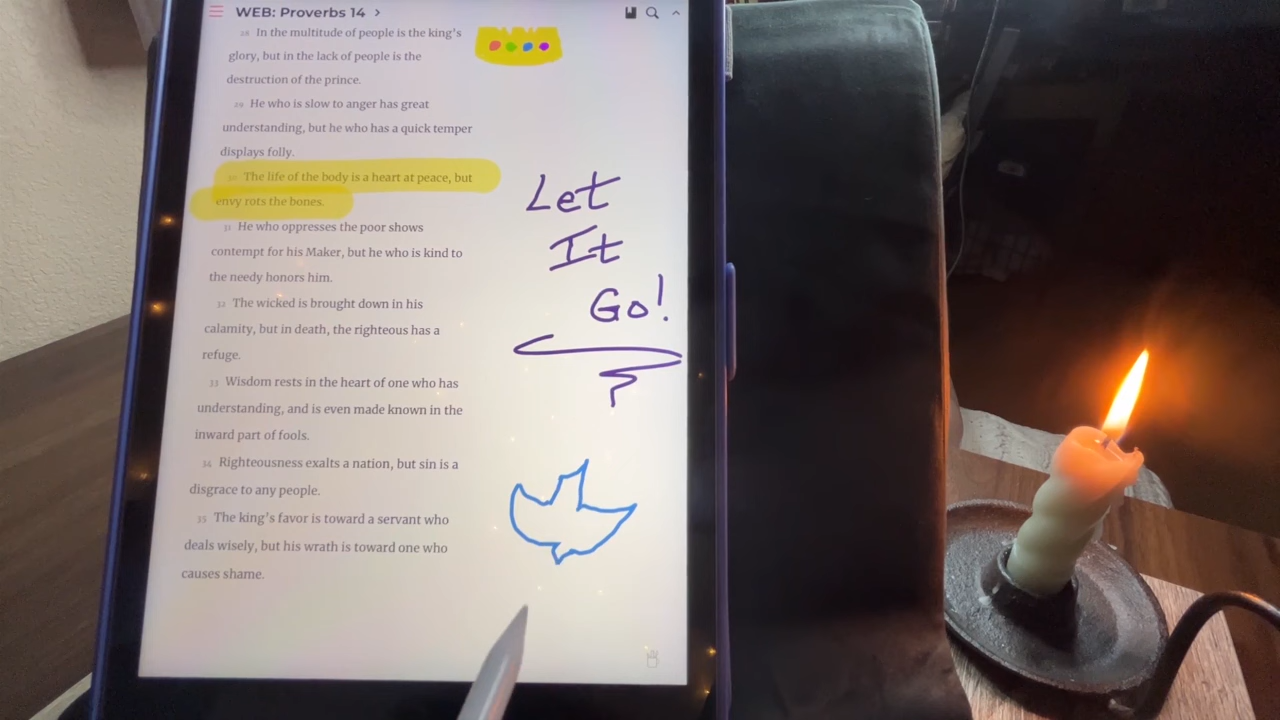 WEB: Proverbs 14 >
28 In the multitude of people is the king's
glory, but in the lack of people is the
destruction of the prince.
29 He who is slow to anger has great
understanding, but he who has a quick temper
displays folly.
30 The life of the body is a heart at peace, but
envy rots the bones.
31 He who oppresses the poor shows
contempt for his Maker, but he who is kind to
the needy honors him.
32 The wicked is brought down in his
calamity, but in death, the righteous has a
refuge.
33 Wisdom rests in the heart of one who has
understanding, and is even made known in the
inward part of fools.
34 Righteousness exalts a nation, but sin is a
disgrace to any people.
35 The king's favor is toward a servant who
deals wisely, but his wrath is toward one who
causes shame.
Let
It
Go!